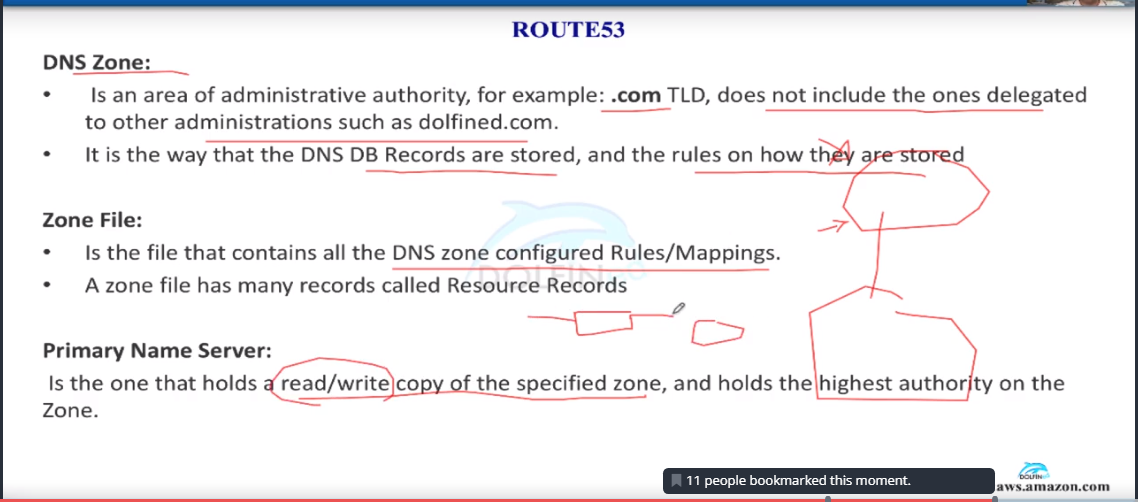 ROUTE53
DNS Zone:
• Is an area of administrative authority, for example: .com TLD, does not include the ones delegated
to other administrations such as dolfined.com.
• It is the way that the DNS DB Records are stored, and the rules on how they are stored
Zone File:
• Is the file that contains all the DNS zone configured Rules/Mappings.
DOLFINED
• A zone file has many records called Resource Records
Primary Name Server:
Is the one that holds a read/write copy of the specified zone, and holds the highest authority on the
Zone.
11 people bookmarked this moment.
DOLFINED
aws.amazon.com